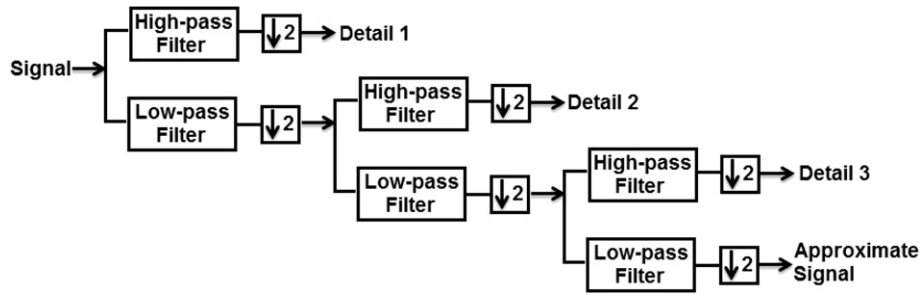 High-pass
Filter
↓2
Detail 1
Signal
Low-pass
Filter
↓2
High-pass
Filter
↓2
Detail 2
Low-pass
Filter
↓2
High-pass
Filter
↓2
Detail 3
Low-pass
Filter
↓2
Approximate
Signal